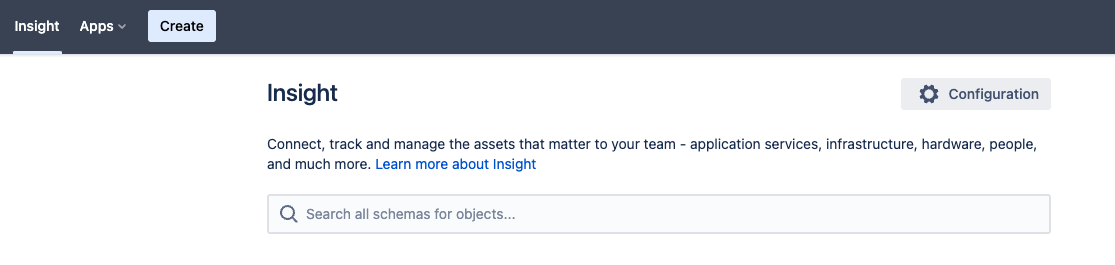 Insight Apps Create
Insight
Configuration
Connect, track and manage the assets that matter to your team - application services, infrastructure, hardware, people,
and much more. Learn more about Insight
Search all schemas for objects...